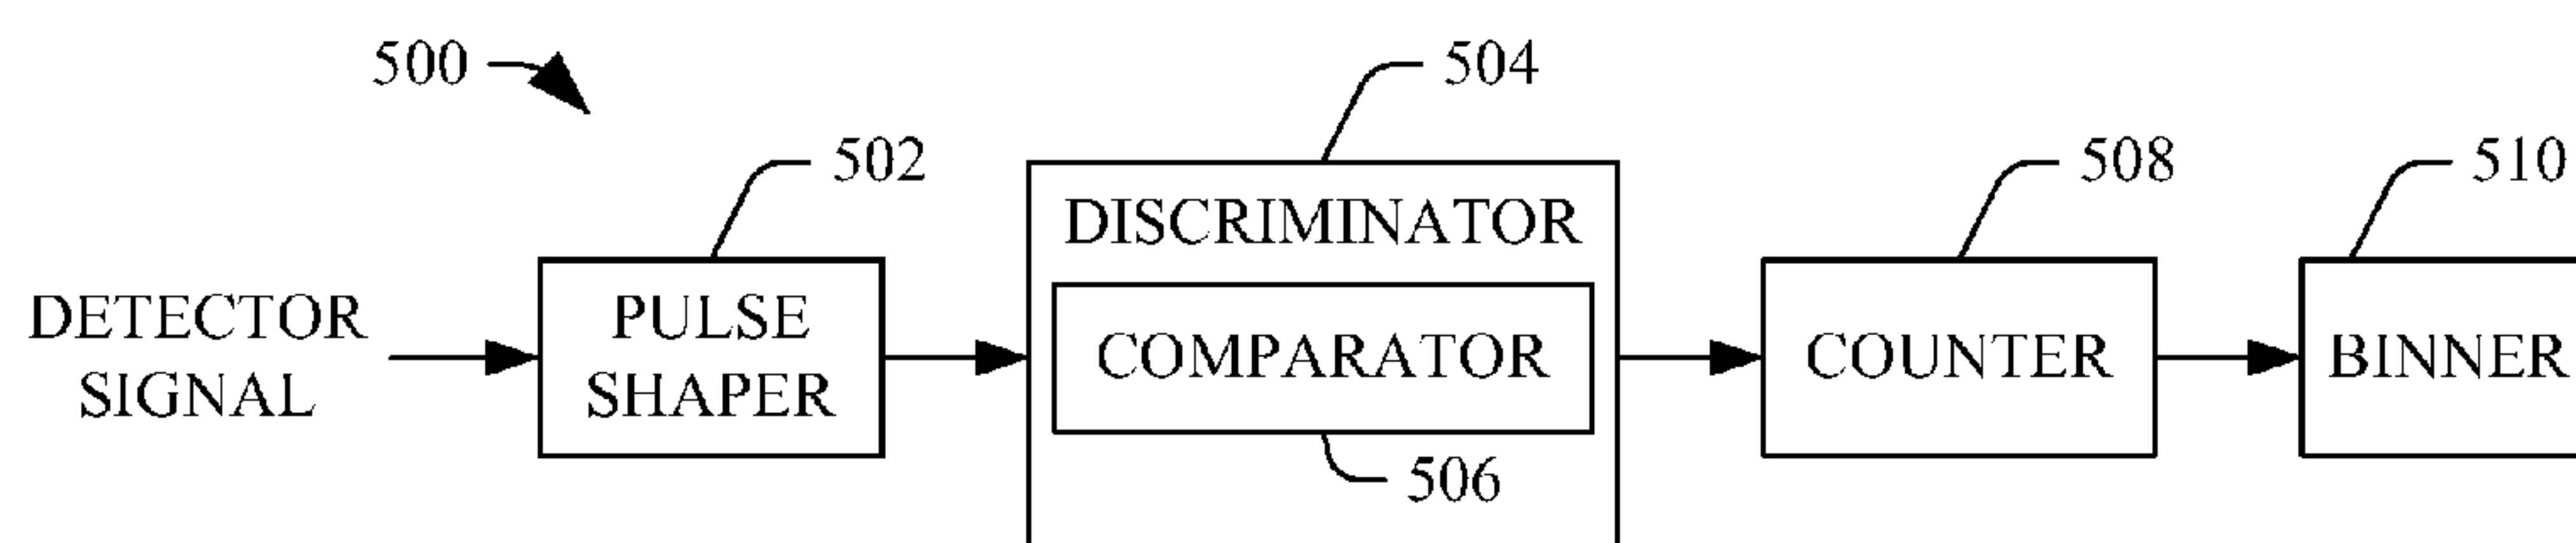 500
504
502
508
510
DISCRIMINATOR
DETECTOR
SIGNAL
PULSE
SHAPER
COMPARATOR
COUNTER
BINNER
506